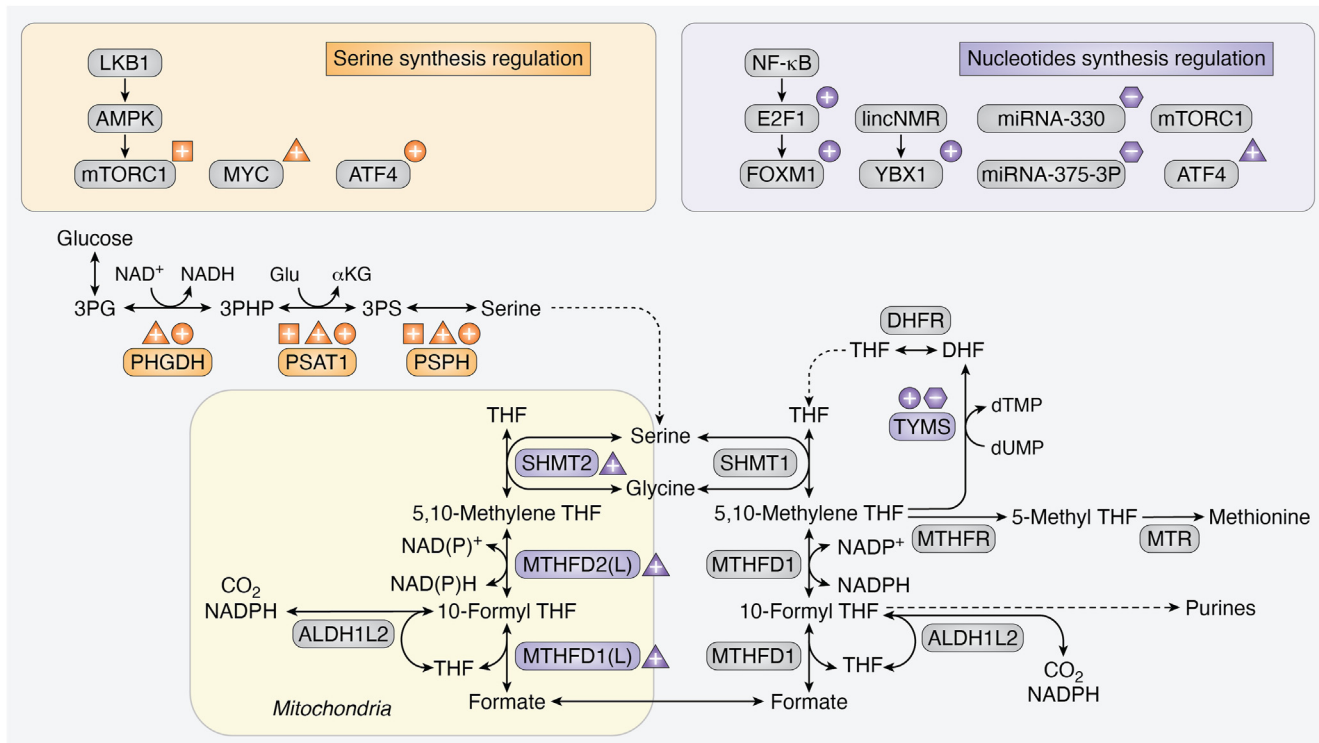 Serine synthesis regulation
LKB1
AMPK
mTORC1
+
MYC
+
ATF4
+
Nucleotides synthesis regulation
NF-κB
E2F1
+
FOXM1
+
lincNMR
YBX1
+
miRNA-330
−
miRNA-375-3P
−
mTORC1
ATF4
+
Glucose
NAD+ NADH Glu αKG
3PG 3PHP 3PS Serine
+ + + + + + + +
PHGDH PSAT1 PSPH
DHFR
THF DHF
+ −
TYMS
dTMP
dUMP
THF THF
Serine
SHMT2 + SHMT1
Glycine
5,10-Methylene THF 5,10-Methylene THF 5-Methyl THF Methionine
MTHFR MTR
NAD(P)+ NADP+
MTHFD2(L) + MTHFD1
NAD(P)H NADPH
CO2
NADPH
10-Formyl THF 10-Formyl THF Purines
ALDH1L2 ALDH1L2
THF MTHFD1(L) + MTHFD1 THF
CO2
NADPH
Formate Formate
Mitochondria